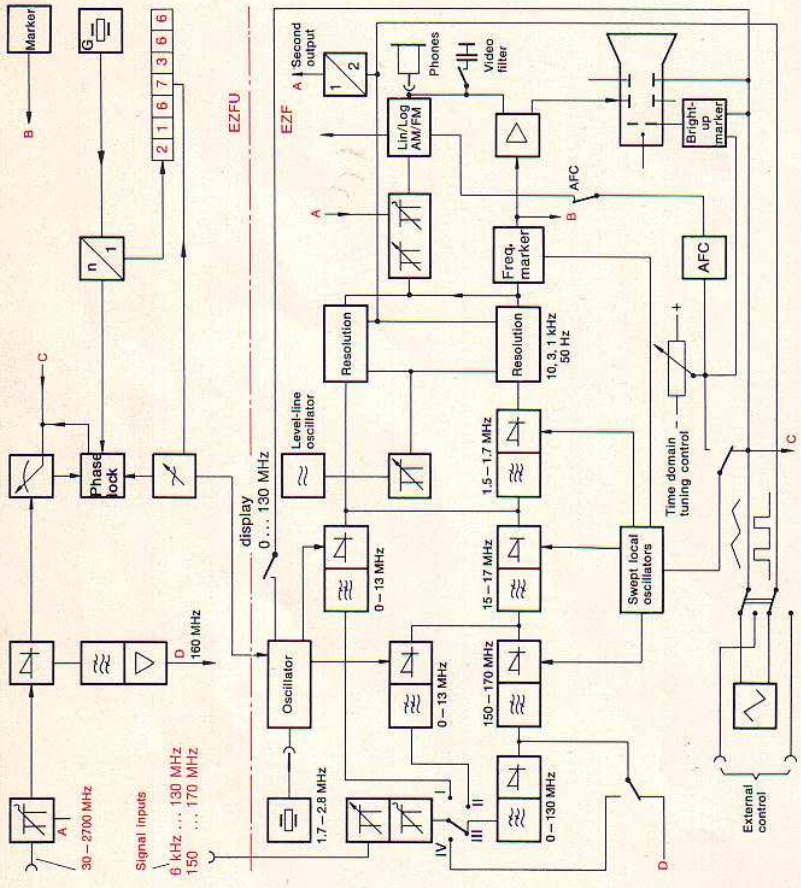 Marker
B
30–2700 MHz
A
G
n
1
2 1 6 7 3 6 6
C
Phase lock
D
160 MHz
Signal inputs
6 kHz ... 130 MHz
150 ... 170 MHz
EZFU
EZF
display
0 ... 130 MHz
Oscillator
1.7–2.8 MHz
Level-line
oscillator
A
Second
output
1
2
0–13 MHz
Resolution
A
Lin/Log
AM/FM
Phones
Video
filter
I
II
III
IV
0–13 MHz
0–130 MHz
150–170 MHz
15–17 MHz
1.5–1.7 MHz
Resolution
10, 3, 1 kHz
50 Hz
Freq.
marker
B
AFC
D
Swept local
oscillators
Time domain
tuning control
–
+
AFC
Bright-
up
marker
External
control
C